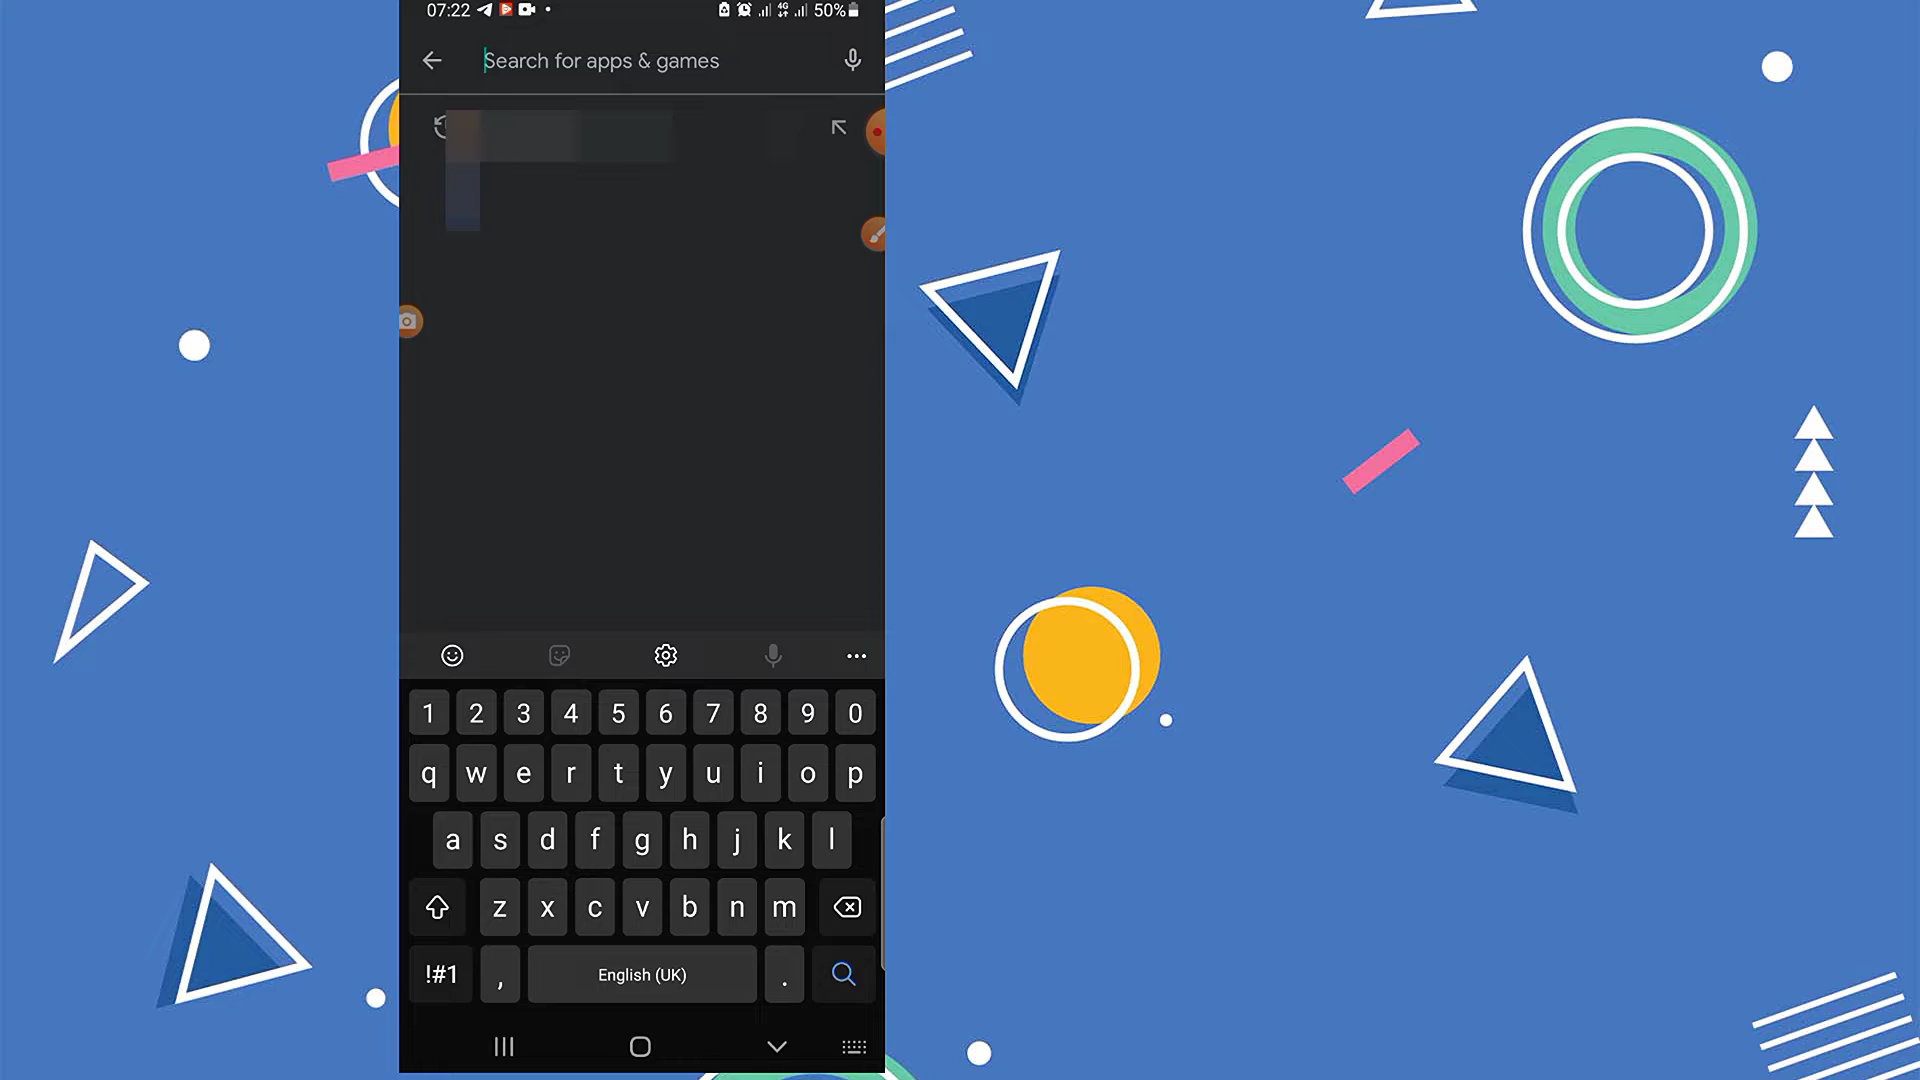 07:22 4G 50%
Search for apps & games
1 2 3 4 5 6 7 8 9 0
q w e r t y u i o p
a s d f g h j k l
z x c v b n m
!#1 , English (UK) .